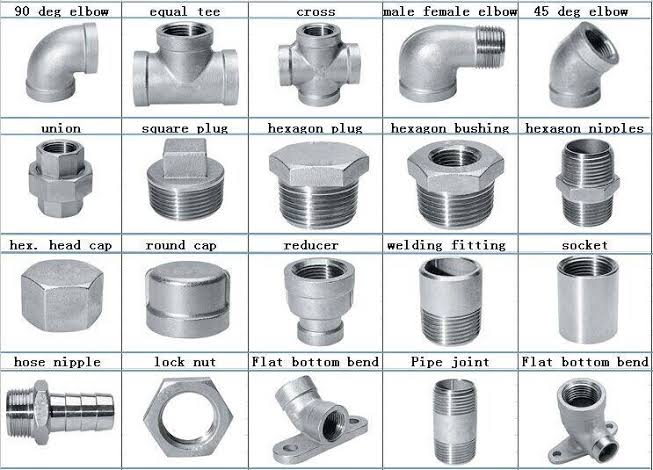 90 deg elbow
equal tee
cross
male female elbow
45 deg elbow
union
square plug
hexagon plug
hexagon bushing
hexagon nipples
hex. head cap
round cap
reducer
welding fitting
socket
hose nipple
lock nut
Flat bottom bend
Pipe joint
Flat bottom bend